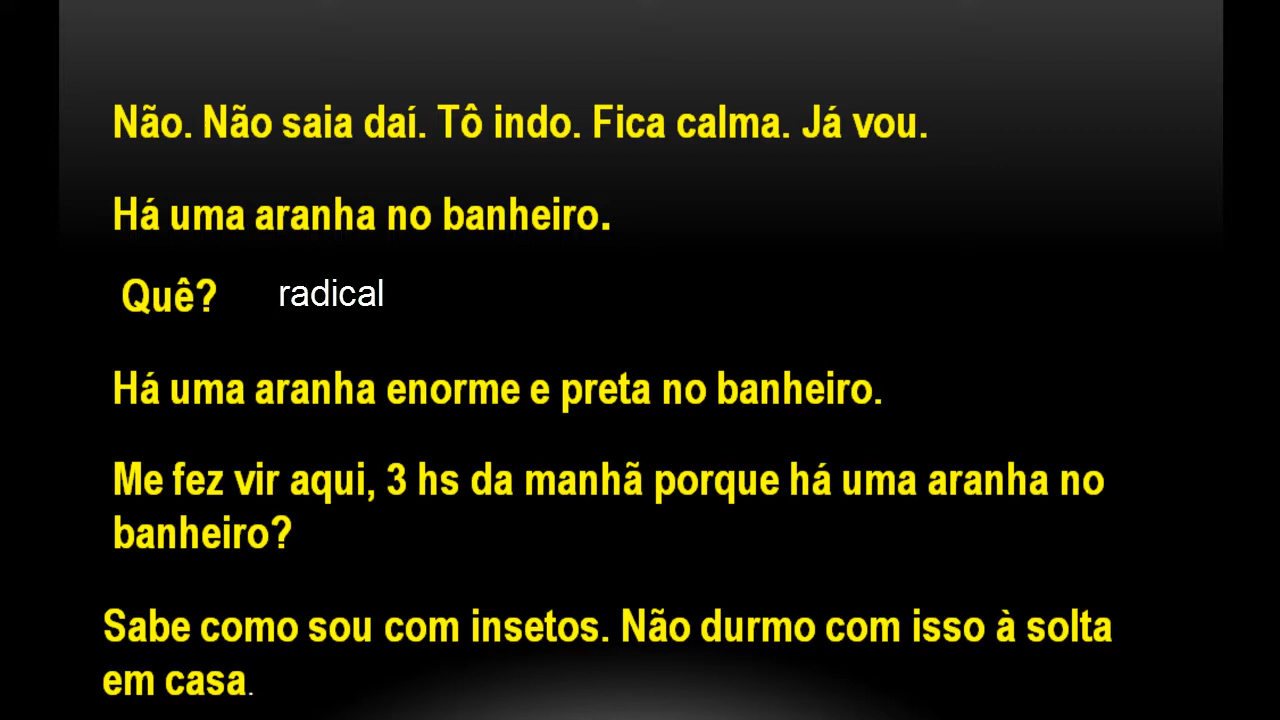 Não. Não saia daí. Tô indo. Fica calma. Já vou.
Há uma aranha no banheiro.
Quê? radical
Há uma aranha enorme e preta no banheiro.
Me fez vir aqui, 3 hs da manhã porque há uma aranha no
banheiro?
Sabe como sou com insetos. Não durmo com isso à solta
em casa.